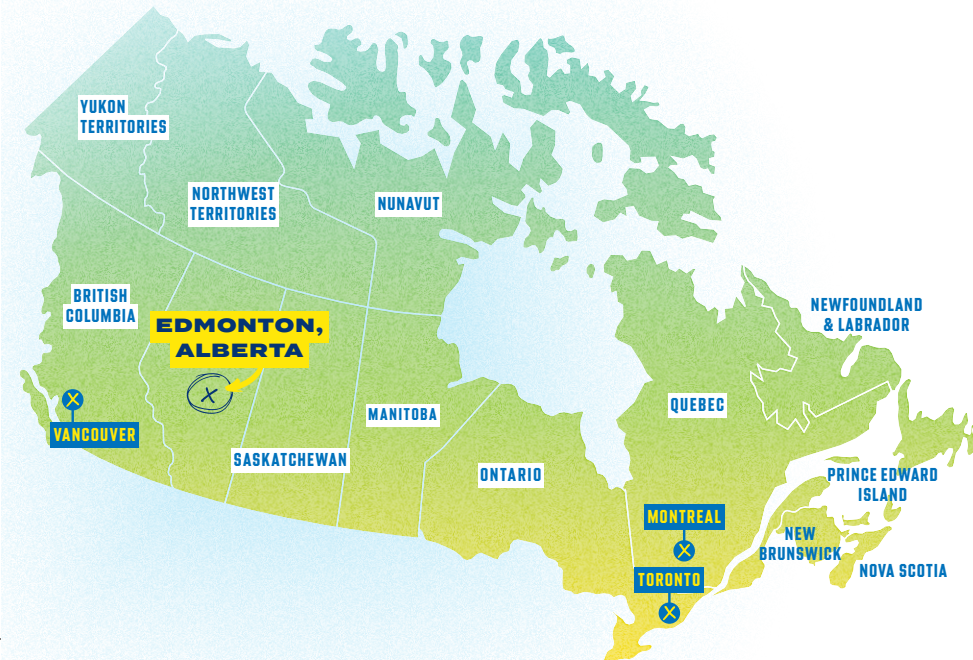 YUKON
TERRITORIES
NORTHWEST
TERRITORIES
NUNAVUT
BRITISH
COLUMBIA
EDMONTON,
ALBERTA
NEWFOUNDLAND
& LABRADOR
MANITOBA
QUEBEC
VANCOUVER
SASKATCHEWAN
ONTARIO
PRINCE EDWARD
ISLAND
MONTREAL
NEW
BRUNSWICK
NOVA SCOTIA
TORONTO